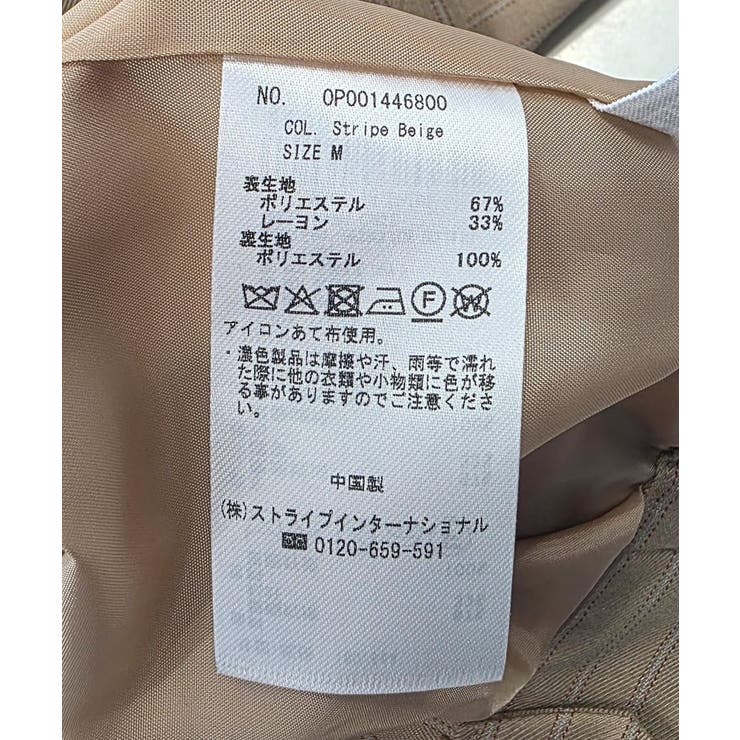 NO. 0P001446800
COL. Stripe Beige
SIZE M
表生地
ポリエステル 67%
レーヨン 33%
裏生地
ポリエステル 100%
F W
アイコンあて布使用。
・濃色製品は摩擦や汗、雨等で濡れ
た際に他の衣類や小物類に色が移
る事がありますのでご注意くださ
い。
中国製
(株)ストライプインターナショナル
0120-659-591